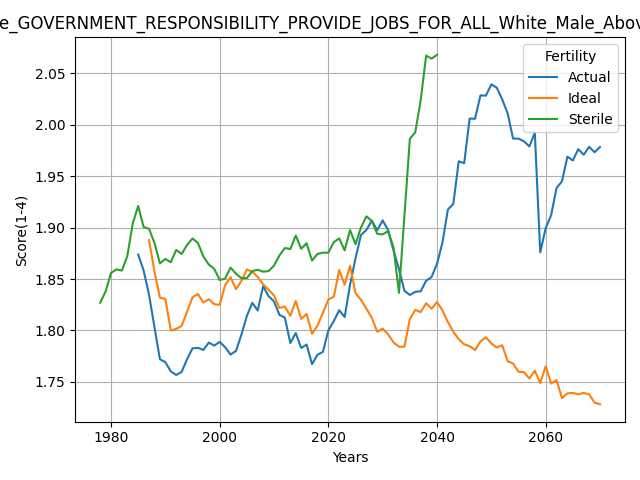 e_GOVERNMENT_RESPONSIBILITY_PROVIDE_JOBS_FOR_ALL_White_Male_Abov
Fertility
Actual
Ideal
Sterile
Score(1-4)
2.05
2.00
1.95
1.90
1.85
1.80
1.75
1980
2000
2020
2040
2060
Years